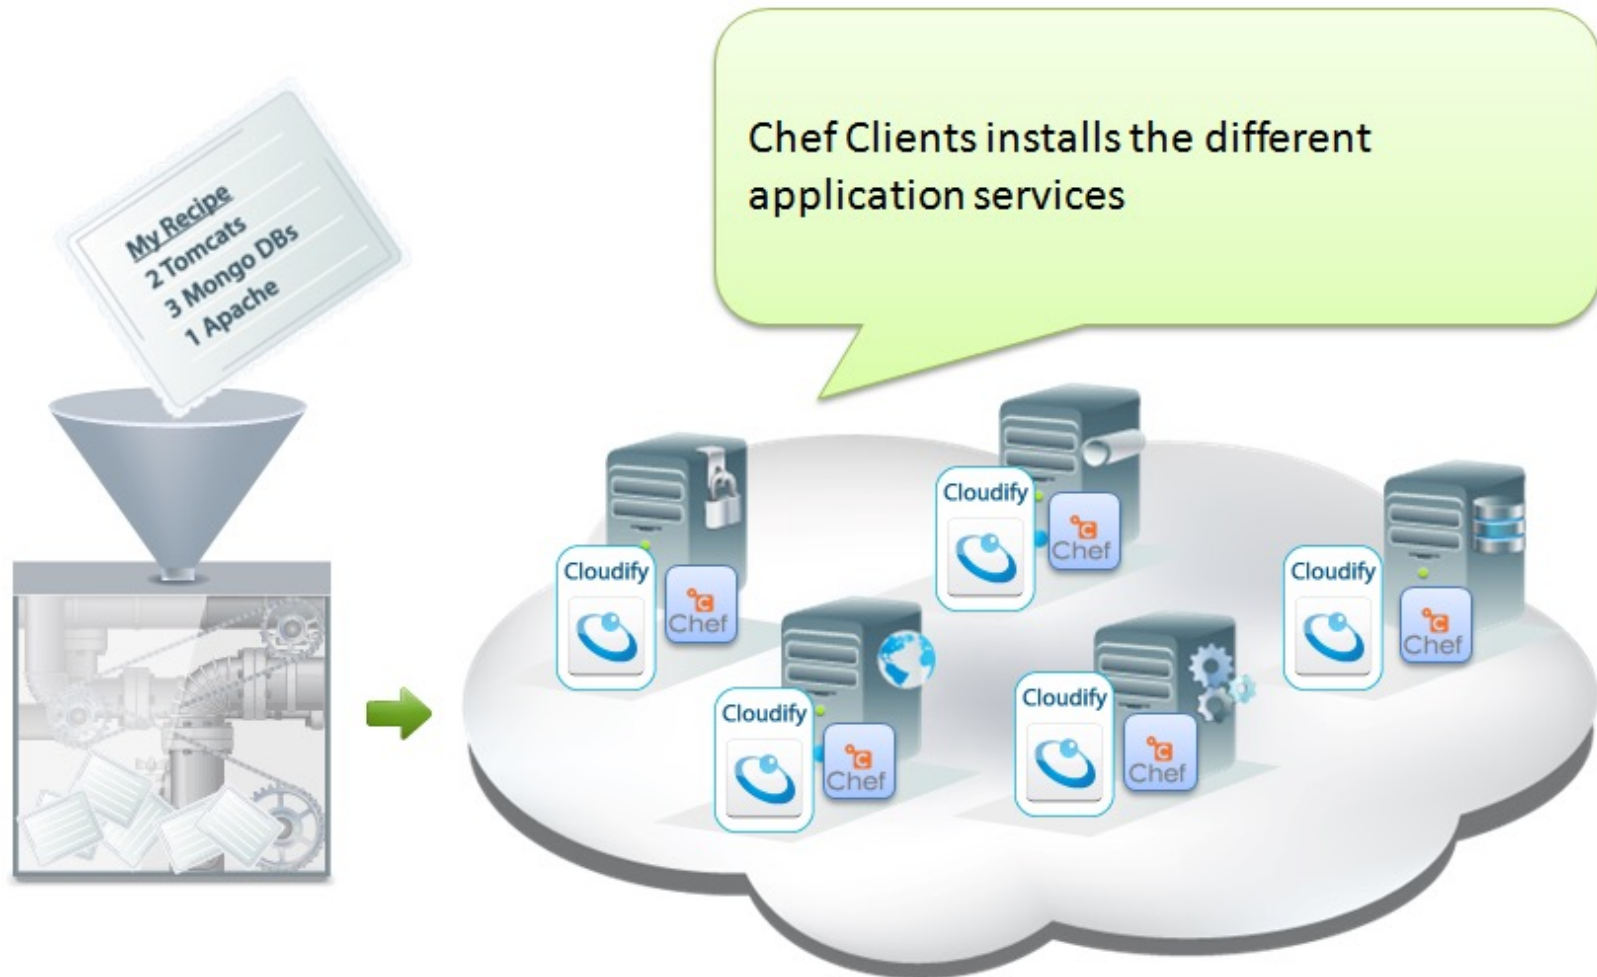 Chef Clients installs the different
application services
My Recipe
2 Tomcats
3 Mongo DBs
1 Apache
Cloudify
Chef
Cloudify
Chef
Cloudify
Chef
Cloudify
Chef
Cloudify
Chef